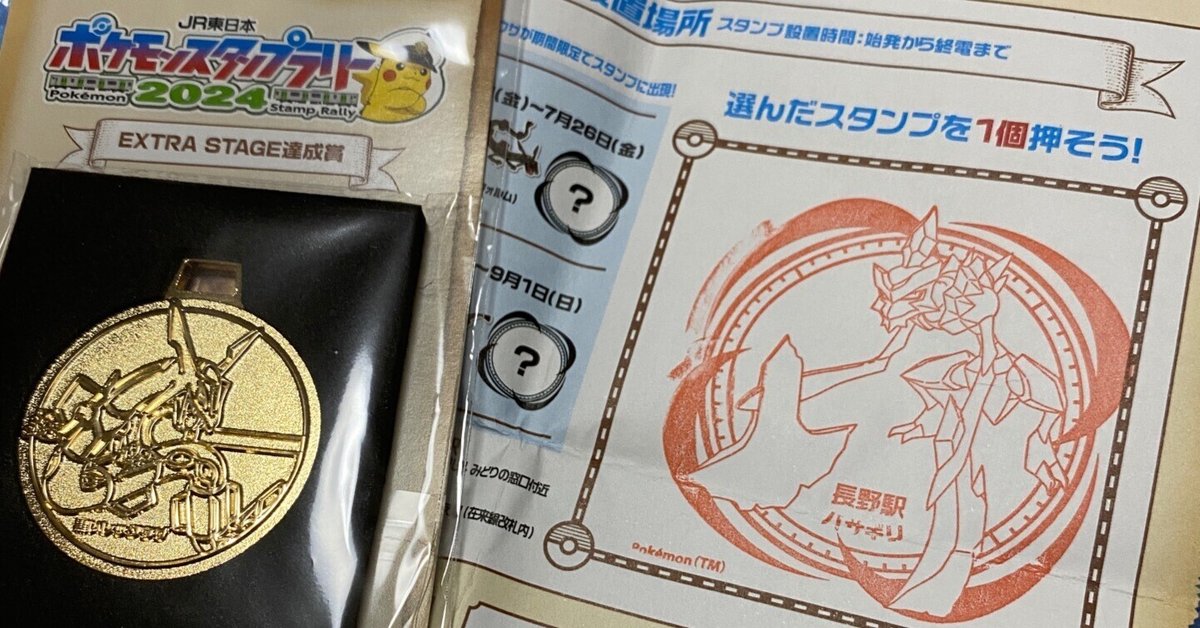 JR東日本
ポケモンスタンプラリー
Pokémon 2024 Stamp Rally
EXTRA STAGE達成賞
置場所 スタンプ設置時間:始発から終電まで
が期間限定でスタンプに出現!
(金)~7月26日(金)
?
~9月1日(日)
?
みどりの窓口付近
(在来線改札内)
選んだスタンプを1個押そう!
長野駅
ハサギリ
Pokémon(TM)